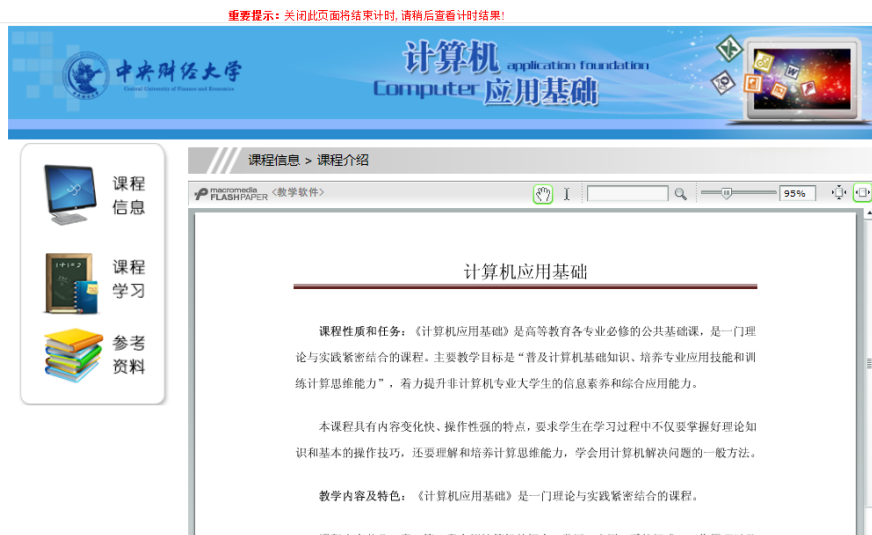 重要提示：关闭此页面将结束计时，请稍后查看计时结果!
中央财经大学
Central University of Finance and Economics
计算机 application foundation
Computer 应用基础
课程信息
课程学习
参考资料
课程信息 > 课程介绍
macromedia FLASHPAPER <教学软件>
95%
计算机应用基础
课程性质和任务：《计算机应用基础》是高等教育各专业必修的公共基础课，是一门理
论与实践紧密结合的课程。主要教学目标是“普及计算机基础知识、培养专业应用技能和训
练计算思维能力”，着力提升非计算机专业大学生的信息素养和综合应用能力。
本课程具有内容变化快、操作性强的特点，要求学生在学习过程中不仅要掌握好理论知
识和基本的操作技巧，还要理解和培养计算思维能力，学会用计算机解决问题的一般方法。
教学内容及特色：《计算机应用基础》是一门理论与实践紧密结合的课程。